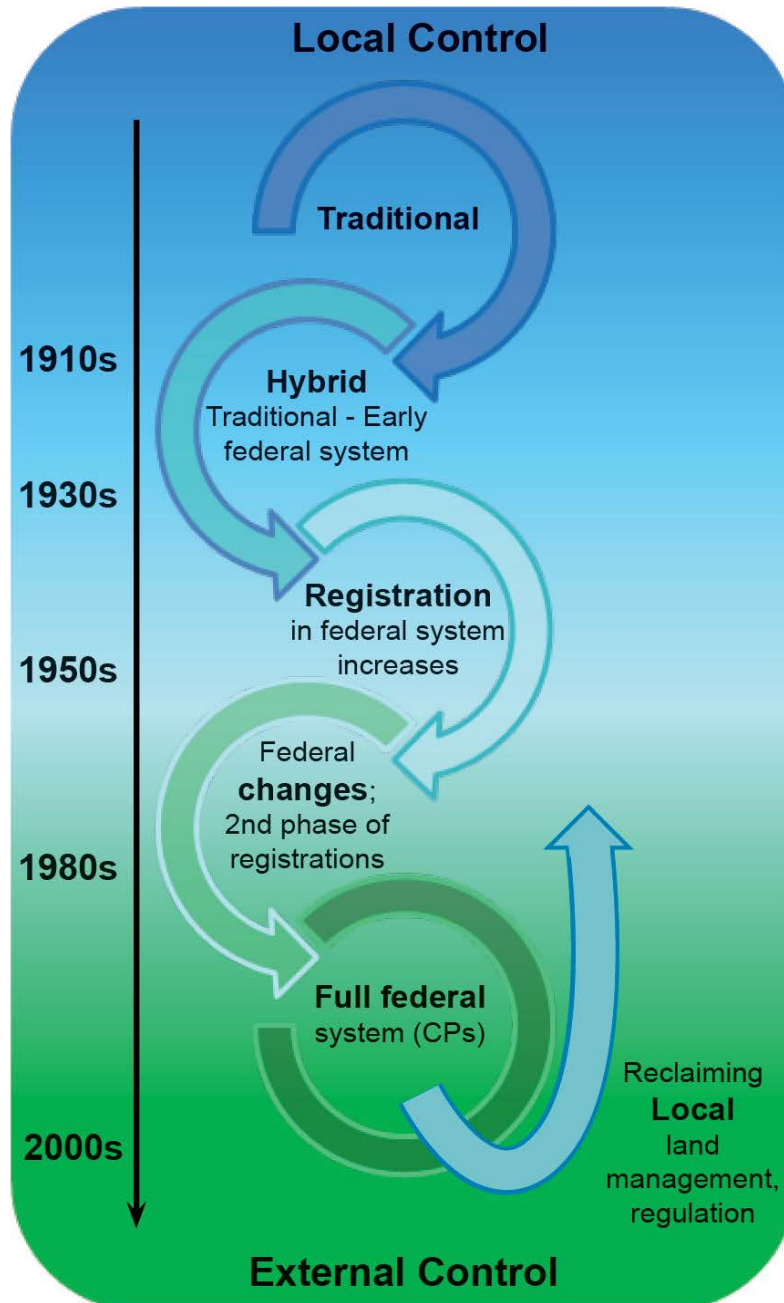 Local Control
Traditional
1910s
Hybrid
Traditional - Early
federal system
1930s
Registration
in federal system
increases
1950s
Federal
changes;
2nd phase of
registrations
1980s
Full federal
system (CPs)
Reclaiming
Local
land
management,
regulation
2000s
External Control